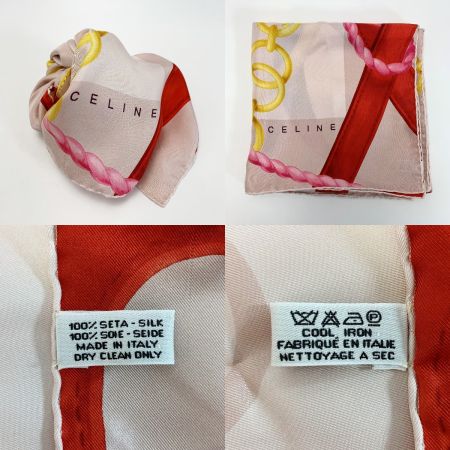 CELINE
CELINE
100% SETA - SILK
100% SOIE - SEIDE
MADE IN ITALY
DRY CLEAN ONLY
COOL IRON
FABRIQUÉ EN ITALIE
NETTOYAGE A SEC